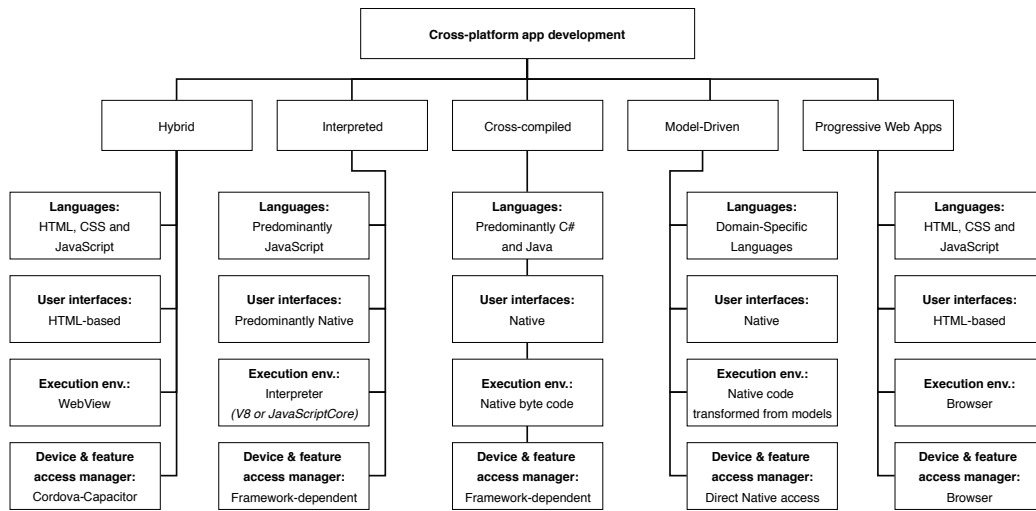 Cross-platform app development
Hybrid
Interpreted
Cross-compiled
Model-Driven
Progressive Web Apps
Languages:
HTML, CSS and
JavaScript
Languages:
Predominantly
JavaScript
Languages:
Predominantly C#
and Java
Languages:
Domain-Specific
Languages
Languages:
HTML, CSS and
JavaScript
User interfaces:
HTML-based
User interfaces:
Predominantly Native
User interfaces:
Native
User interfaces:
Native
User interfaces:
HTML-based
Execution env.:
WebView
Execution env.:
Interpreter
(V8 or JavaScriptCore)
Execution env.:
Native byte code
Execution env.:
Native code
transformed from models
Execution env.:
Browser
Device & feature
access manager:
Cordova-Capacitor
Device & feature
access manager:
Framework-dependent
Device & feature
access manager:
Framework-dependent
Device & feature
access manager:
Direct Native access
Device & feature
access manager:
Browser